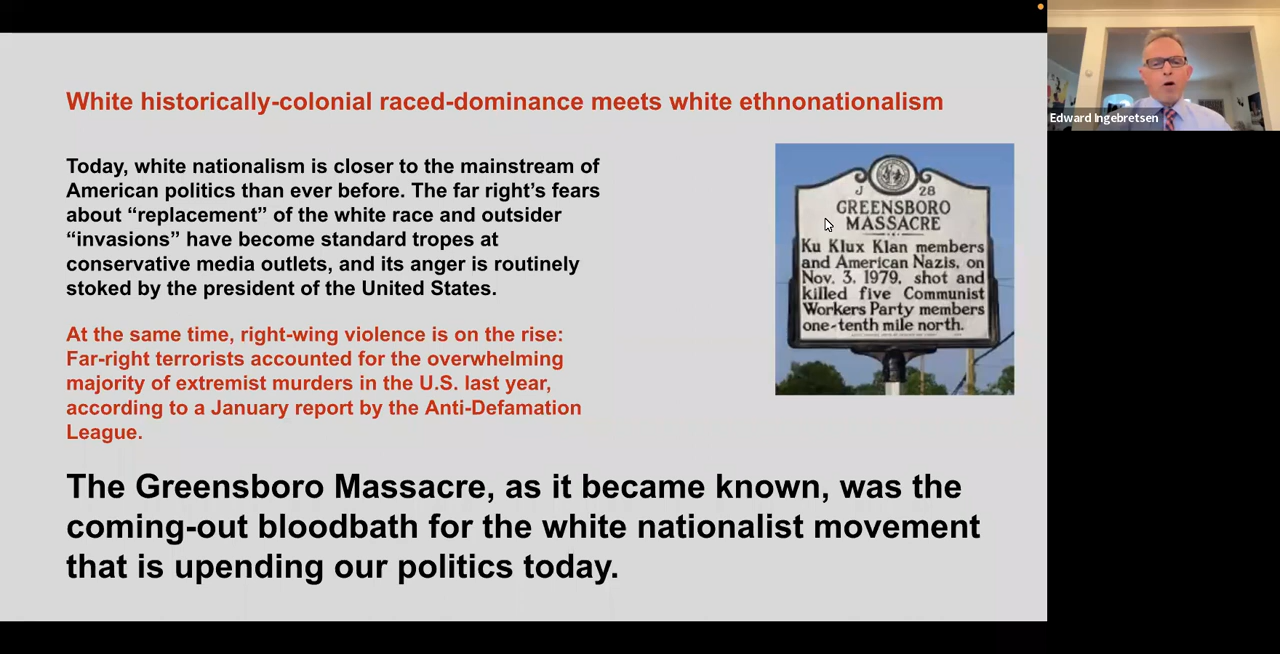 White historically-colonial raced-dominance meets white ethnonationalism
Today, white nationalism is closer to the mainstream of
American politics than ever before. The far right’s fears
about “replacement” of the white race and outsider
“invasions” have become standard tropes at
conservative media outlets, and its anger is routinely
stoked by the president of the United States.
At the same time, right-wing violence is on the rise:
Far-right terrorists accounted for the overwhelming
majority of extremist murders in the U.S. last year,
according to a January report by the Anti-Defamation
League.
The Greensboro Massacre, as it became known, was the
coming-out bloodbath for the white nationalist movement
that is upending our politics today.
J 28
GREENSBORO
MASSACRE
Ku Klux Klan members
and American Nazis, on
Nov. 3, 1979, shot and
killed five Communist
Workers Party members
one-tenth mile north.
Edward Ingebretsen